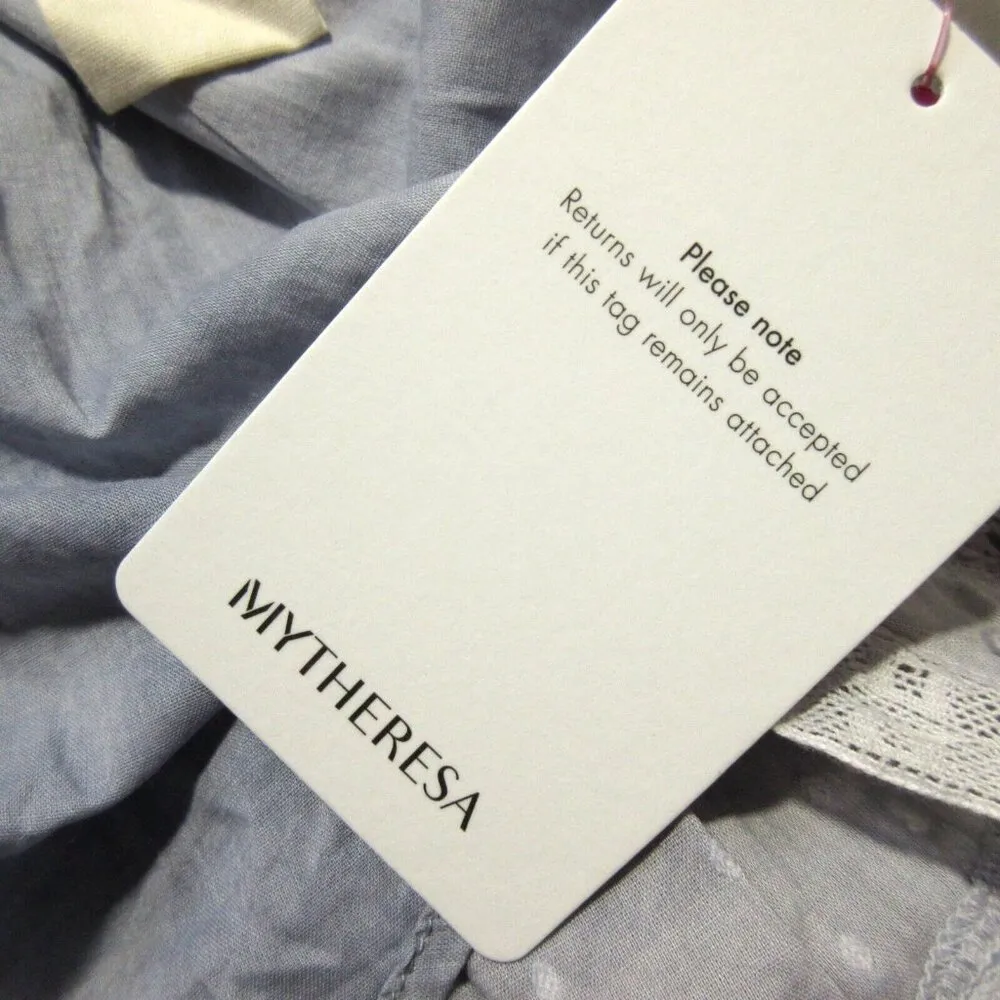 Please note
Returns will only be accepted
if this tag remains attached
MYTHERESA